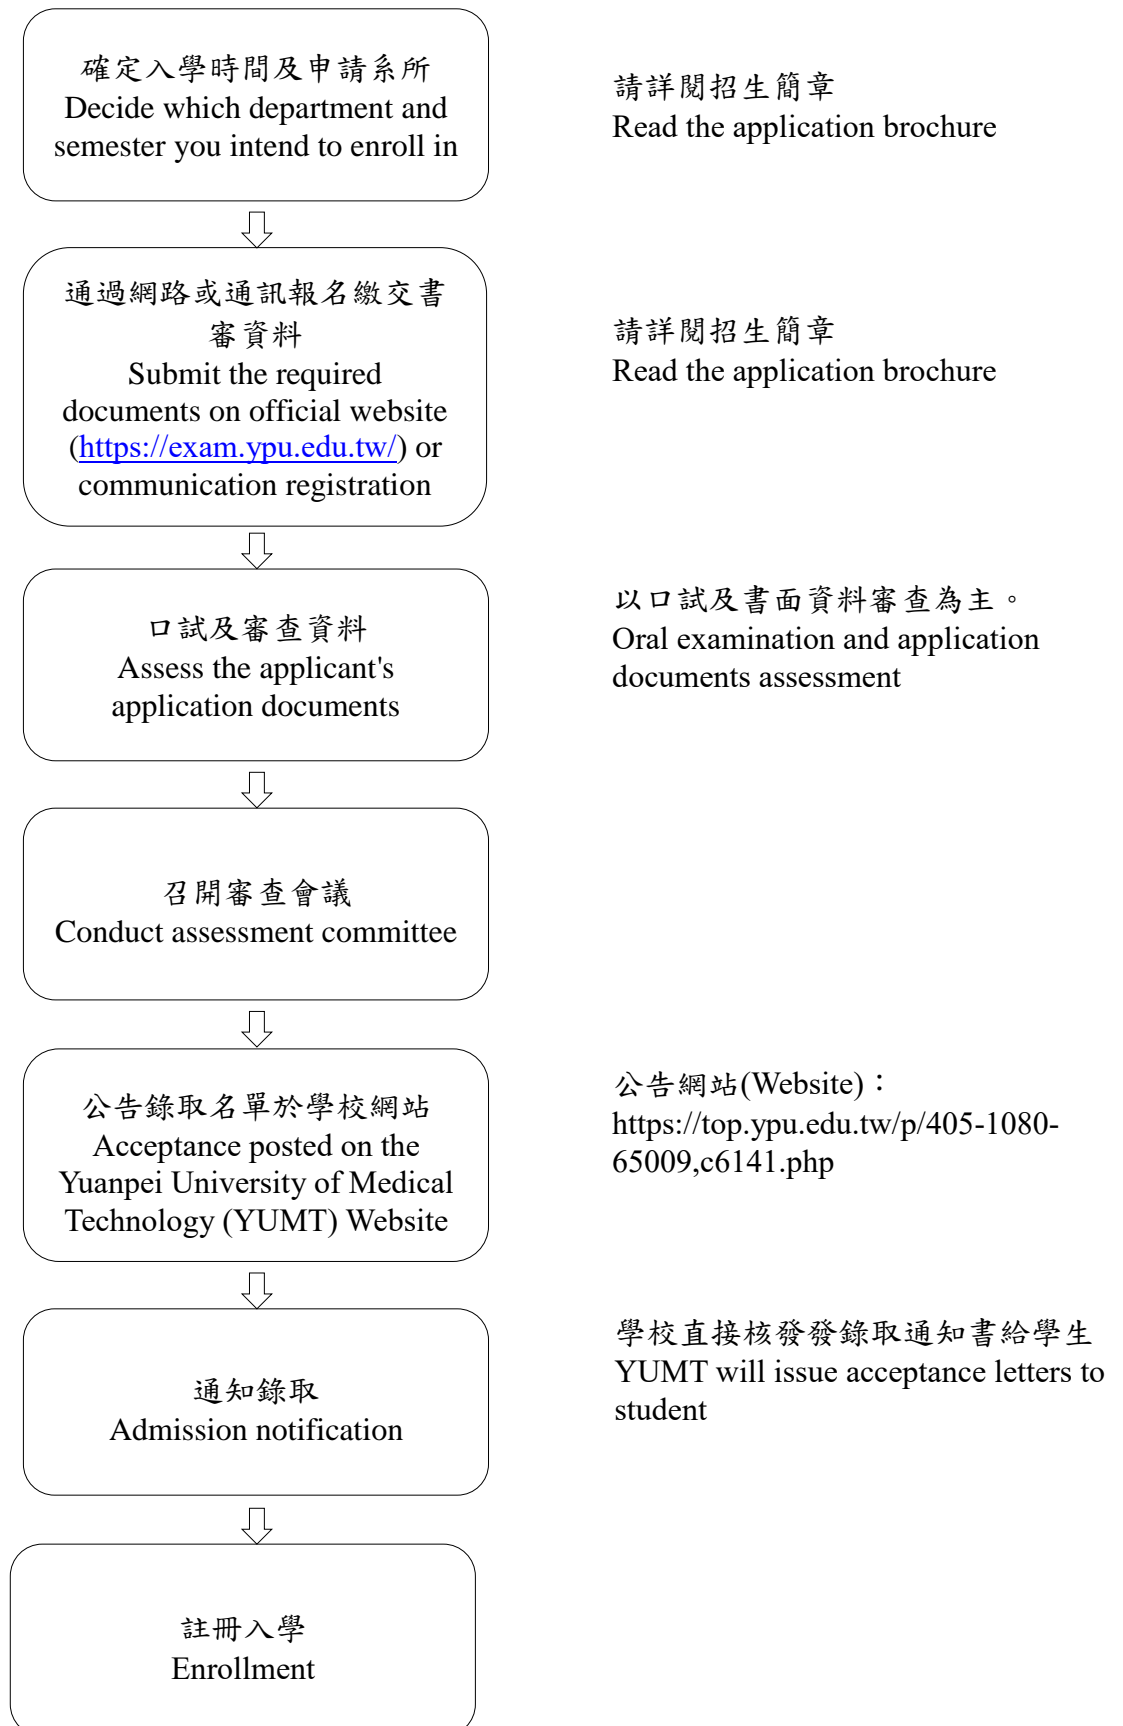 確定入學時間及申請系所
Decide which department and
semester you intend to enroll in
請詳閱招生簡章
Read the application brochure
通過網路或通訊報名繳交書
審資料
Submit the required
documents on official website
(https://exam.ypu.edu.tw/) or
communication registration
請詳閱招生簡章
Read the application brochure
口試及審查資料
Assess the applicant's
application documents
以口試及書面資料審查為主。
Oral examination and application
documents assessment
召開審查會議
Conduct assessment committee
公告錄取名單於學校網站
Acceptance posted on the
Yuanpei University of Medical
Technology (YUMT) Website
公告網站(Website)：
https://top.ypu.edu.tw/p/405-1080-
65009,c6141.php
通知錄取
Admission notification
學校直接核發發錄取通知書給學生
YUMT will issue acceptance letters to
student
註冊入學
Enrollment